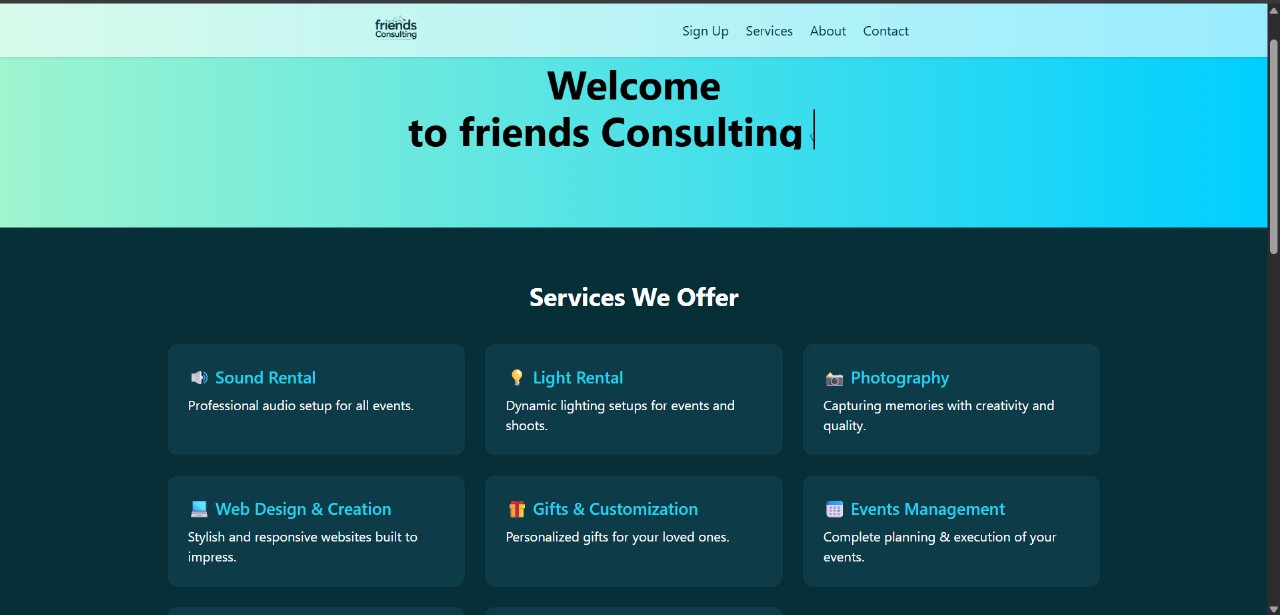 friends
Consulting
Sign Up Services About Contact
Welcome
to friends Consulting
Services We Offer
Sound Rental
Professional audio setup for all events.
Light Rental
Dynamic lighting setups for events and
shoots.
Photography
Capturing memories with creativity and
quality.
Web Design & Creation
Stylish and responsive websites built to
impress.
Gifts & Customization
Personalized gifts for your loved ones.
Events Management
Complete planning & execution of your
events.